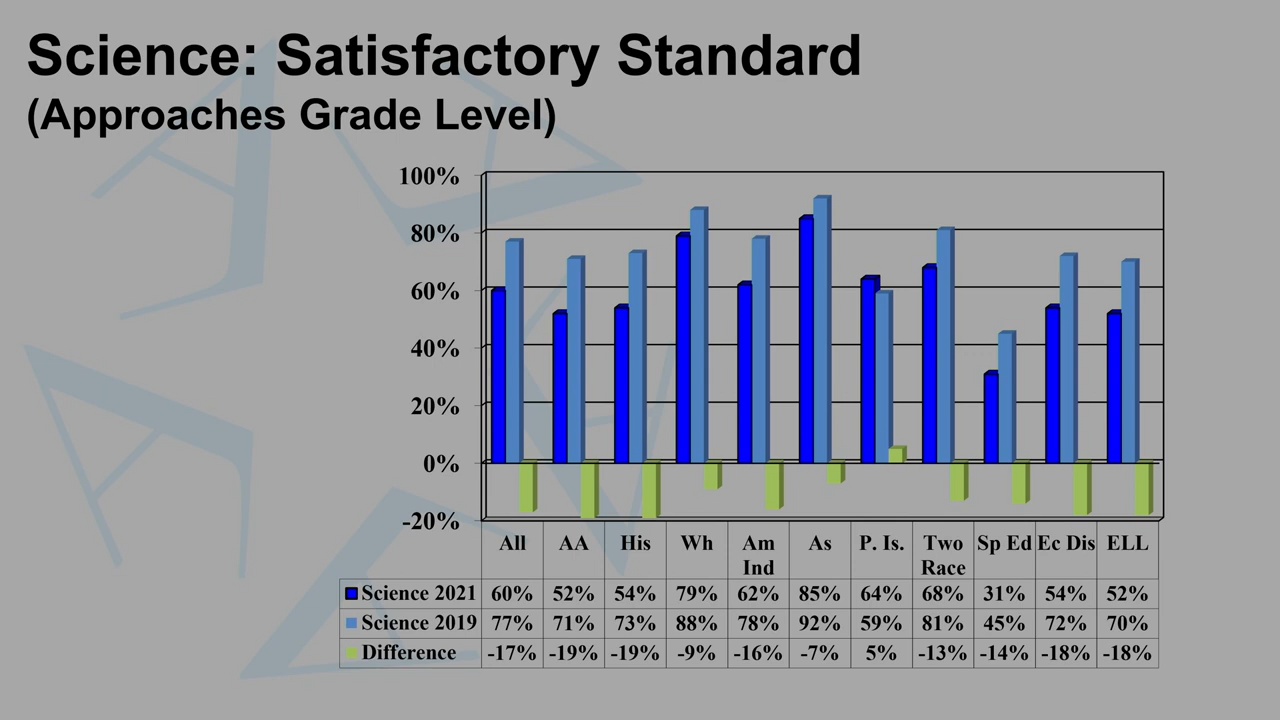 Science: Satisfactory Standard
(Approaches Grade Level)
100%
80%
60%
40%
20%
0%
-20%
All AA His Wh Am Ind As P. Is. Two Race Sp Ed Ec Dis ELL
Science 2021 60% 52% 54% 79% 62% 85% 64% 68% 31% 54% 52%
Science 2019 77% 71% 73% 88% 78% 92% 59% 81% 45% 72% 70%
Difference -17% -19% -19% -9% -16% -7% 5% -13% -14% -18% -18%